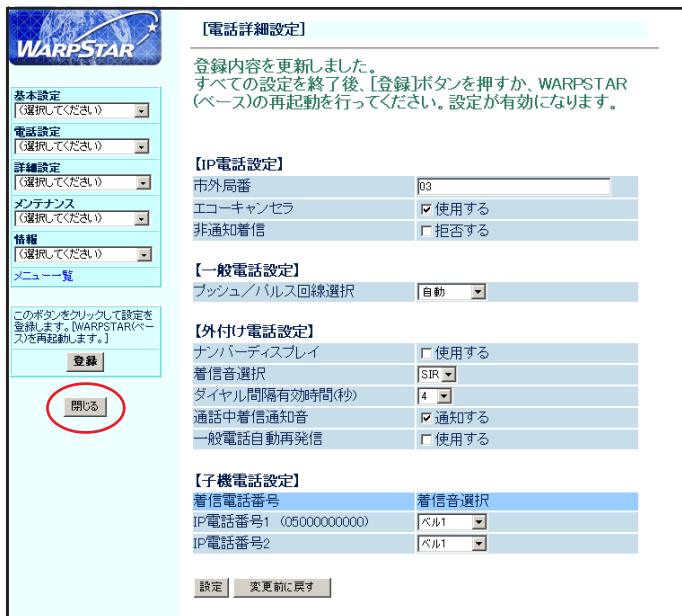 WARPSTAR
基本設定
(選択してください)
電話設定
(選択してください)
詳細設定
(選択してください)
メンテナンス
(選択してください)
情報
(選択してください)
メニュー一覧
このボタンをクリックして設定を
登録します。[WARPSTAR(ベー
ス)を再起動します。]
登録
閉じる
[電話詳細設定]
登録内容を更新しました。
すべての設定を終了後、[登録]ボタンを押すか、WARPSTAR
(ベース)の再起動を行ってください。設定が有効になります。
【IP電話設定】
市外局番 03
エコーキャンセラ 使用する
非通知着信 拒否する
【一般電話設定】
プッシュ／パルス回線選択 自動
【外付け電話設定】
ナンバーディスプレイ 使用する
着信音選択 SIR
ダイヤル間隔有効時間(秒) 4
通話中着信通知音 通知する
一般電話自動再発信 使用する
【子機電話設定】
着信電話番号 着信音選択
IP電話番号1 (05000000000) ベル1
IP電話番号2 ベル1
設定 変更前に戻す